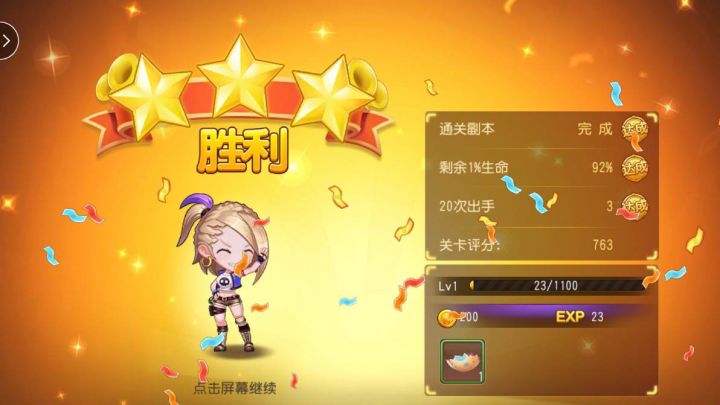 胜利
通关副本 完成 达成
剩余1%生命 92% 达成
20次出手 3 达成
关卡评分: 763
Lv1 23/1100
200 EXP 23
1
点击屏幕继续